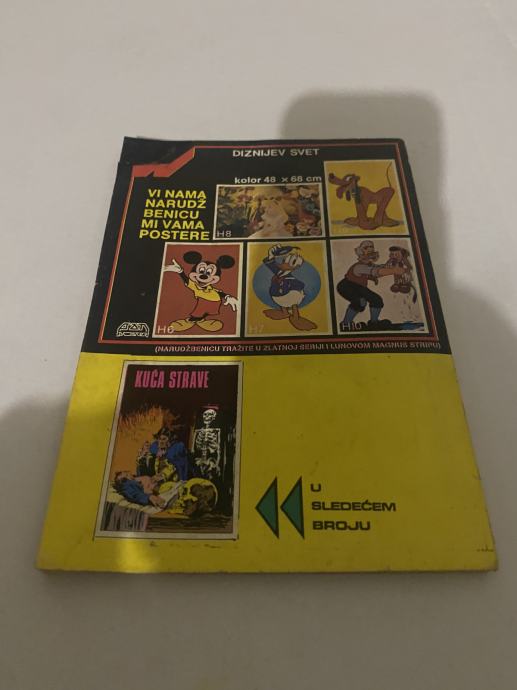 DIZNIJEV SVET
kolor 48 x 68 cm
VI NAMA
NARUDŽ
BENICU
MI VAMA
POSTERE
H8
H6
H7
H10
(NARUDŽBENICU TRAŽITE U ZLATNOJ SERIJI I LUNOVOM MAGNUS STRIPU)
KUĆA STRAVE
U
SLEDEĆEM
BROJU